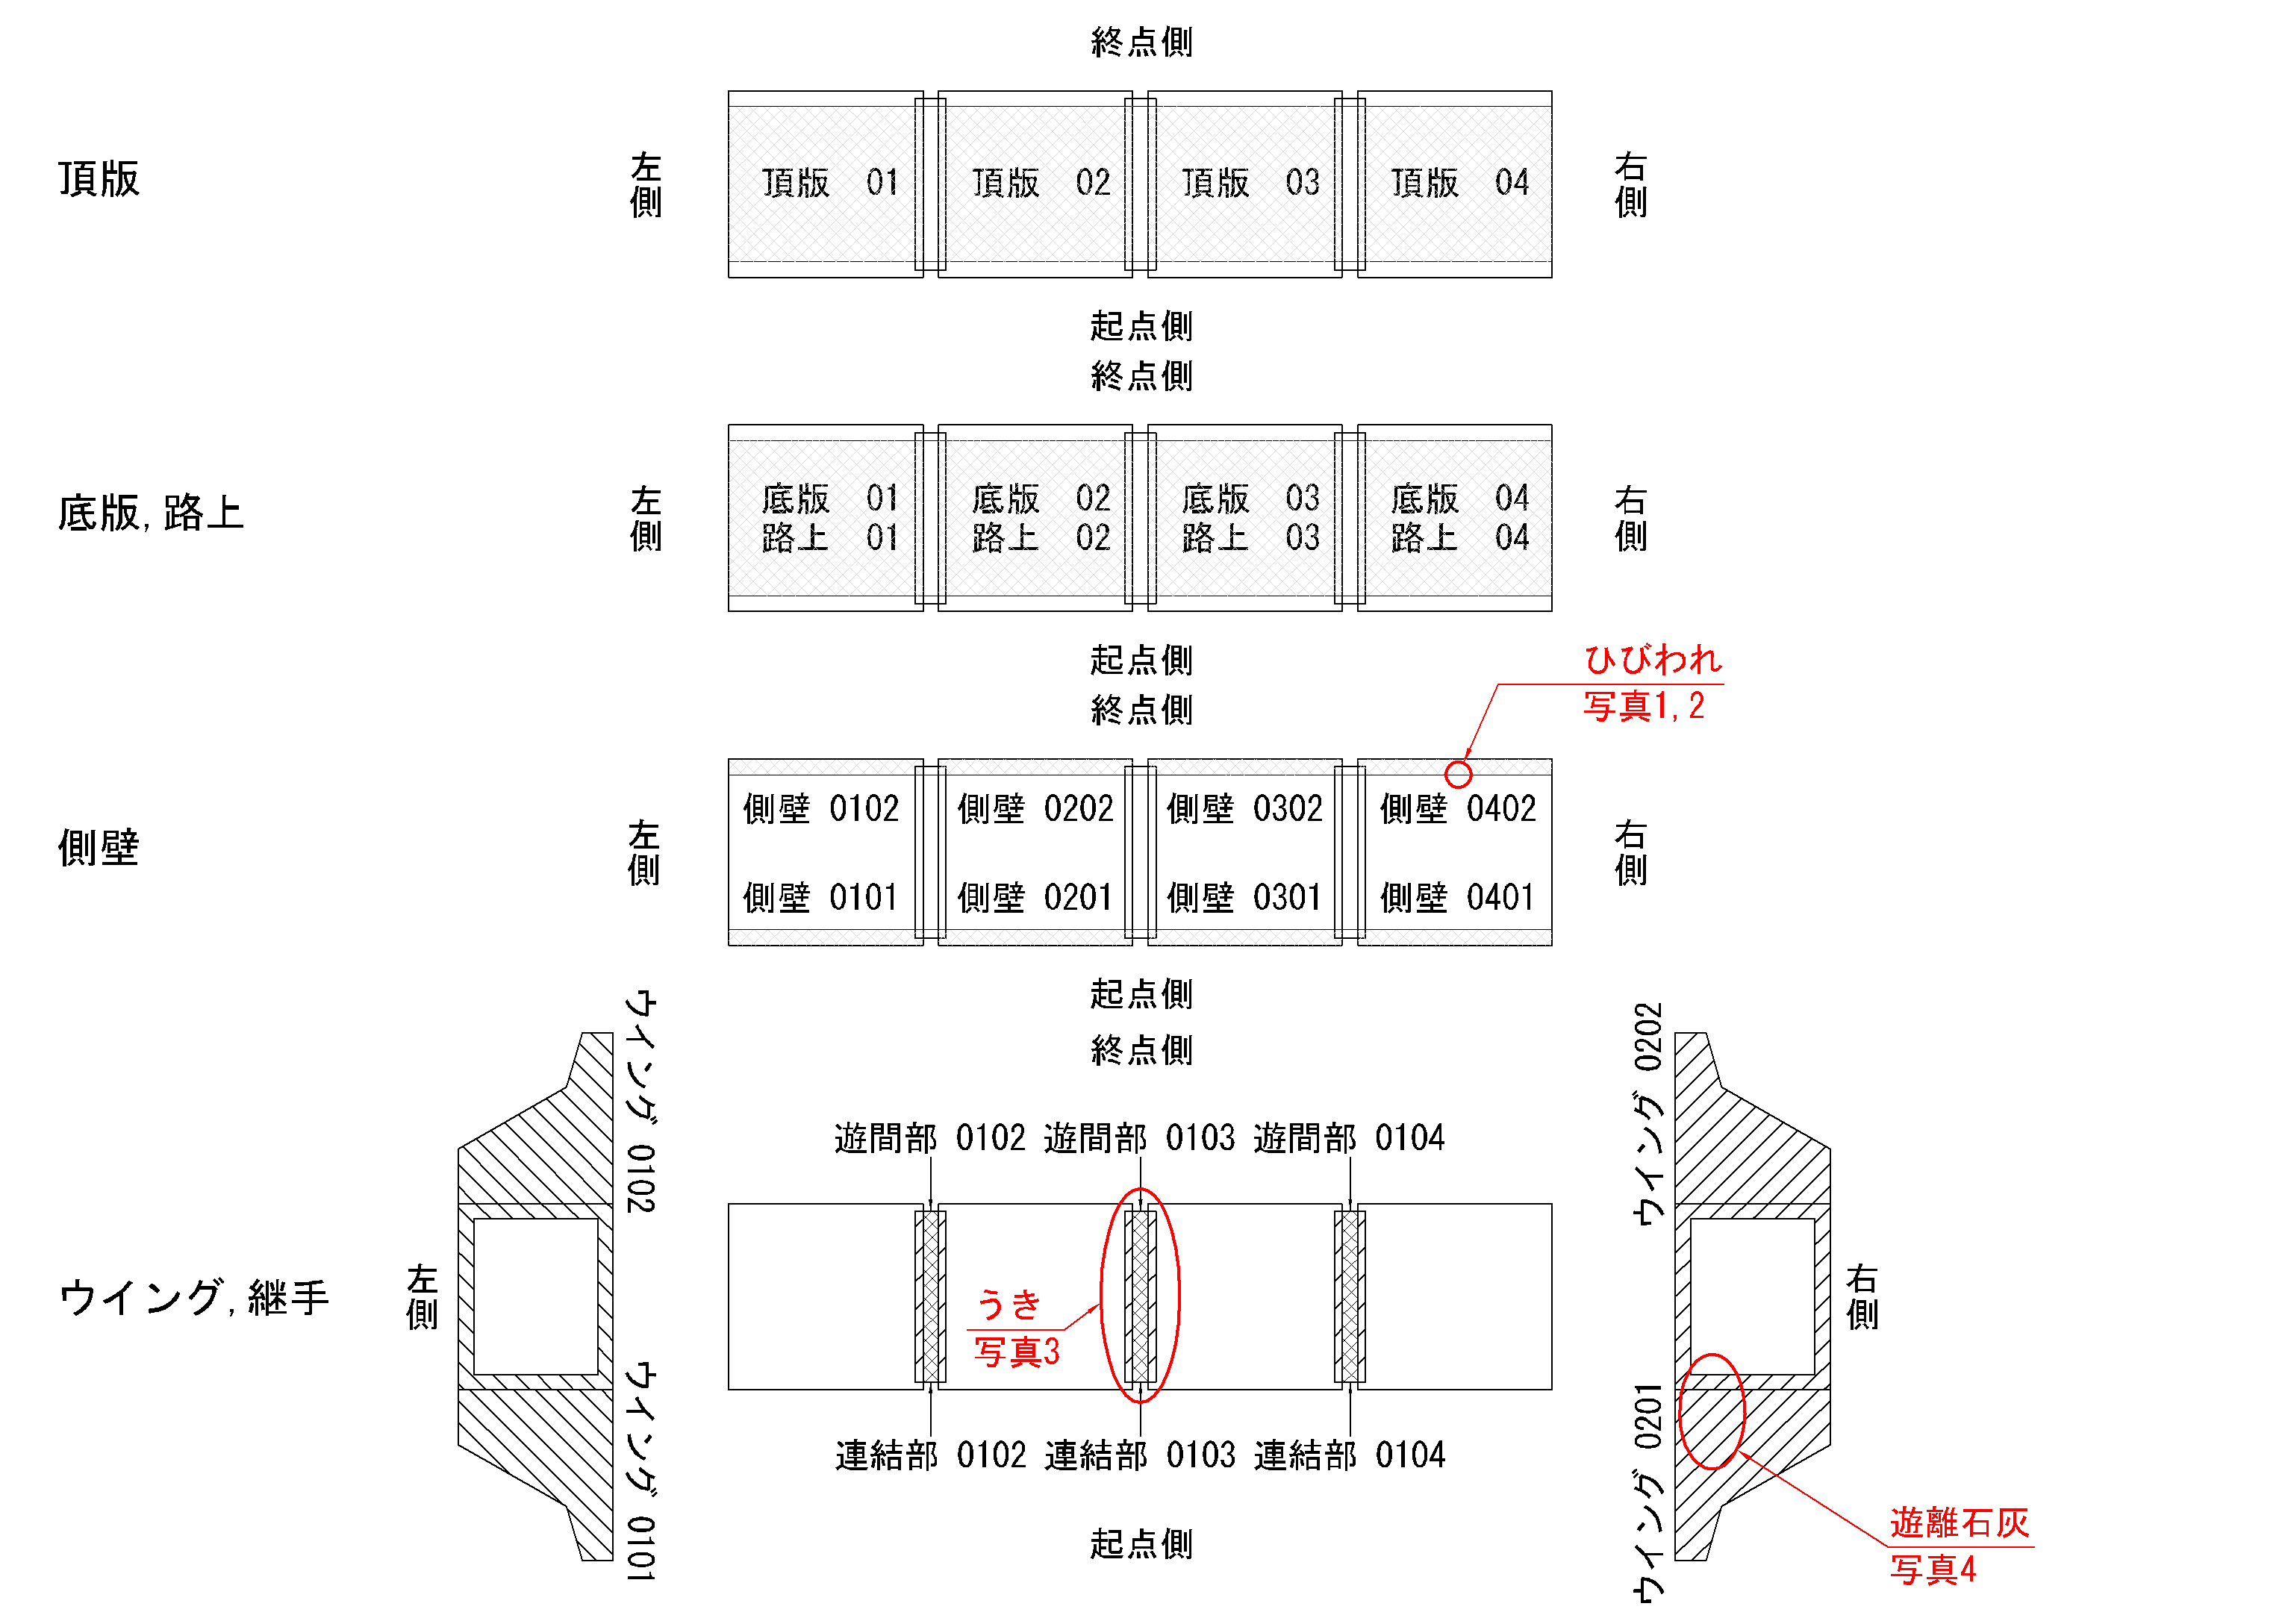 終点側
頂版
左側
頂版 01
頂版 02
頂版 03
頂版 04
右側
起点側
終点側
底版,路上
左側
底版 01
路上 01
底版 02
路上 02
底版 03
路上 03
底版 04
路上 04
右側
起点側
ひびわれ
写真1,2
終点側
側壁
左側
側壁 0102
側壁 0202
側壁 0302
側壁 0402
側壁 0101
側壁 0201
側壁 0301
側壁 0401
右側
起点側
終点側
ウイング 0102
ウイング 0202
遊間部 0102
遊間部 0103
遊間部 0104
ウイング,継手
左側
うき
写真3
右側
ウイング 0101
ウイング 0201
連結部 0102
連結部 0103
連結部 0104
遊離石灰
写真4
起点側